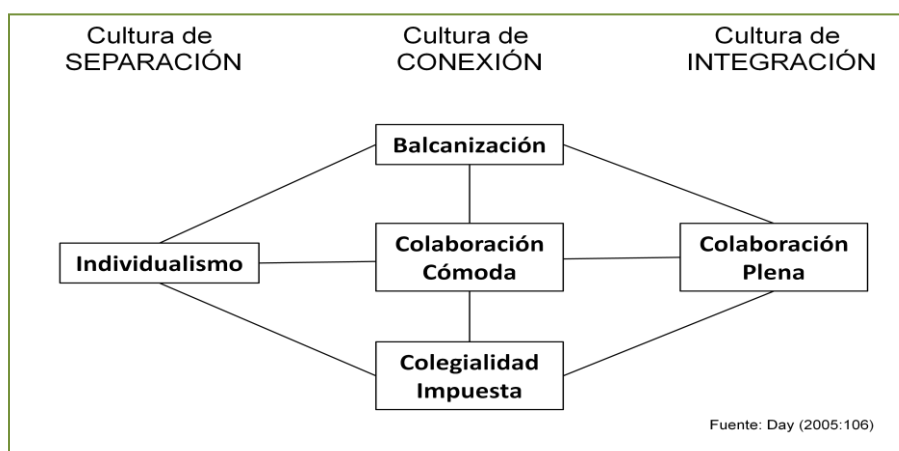 Cultura de
SEPARACIÓN
Cultura de
CONEXIÓN
Cultura de
INTEGRACIÓN
Balcanización
Individualismo
Colaboración
Cómoda
Colaboración
Plena
Colegialidad
Impuesta
Fuente: Day (2005:106)